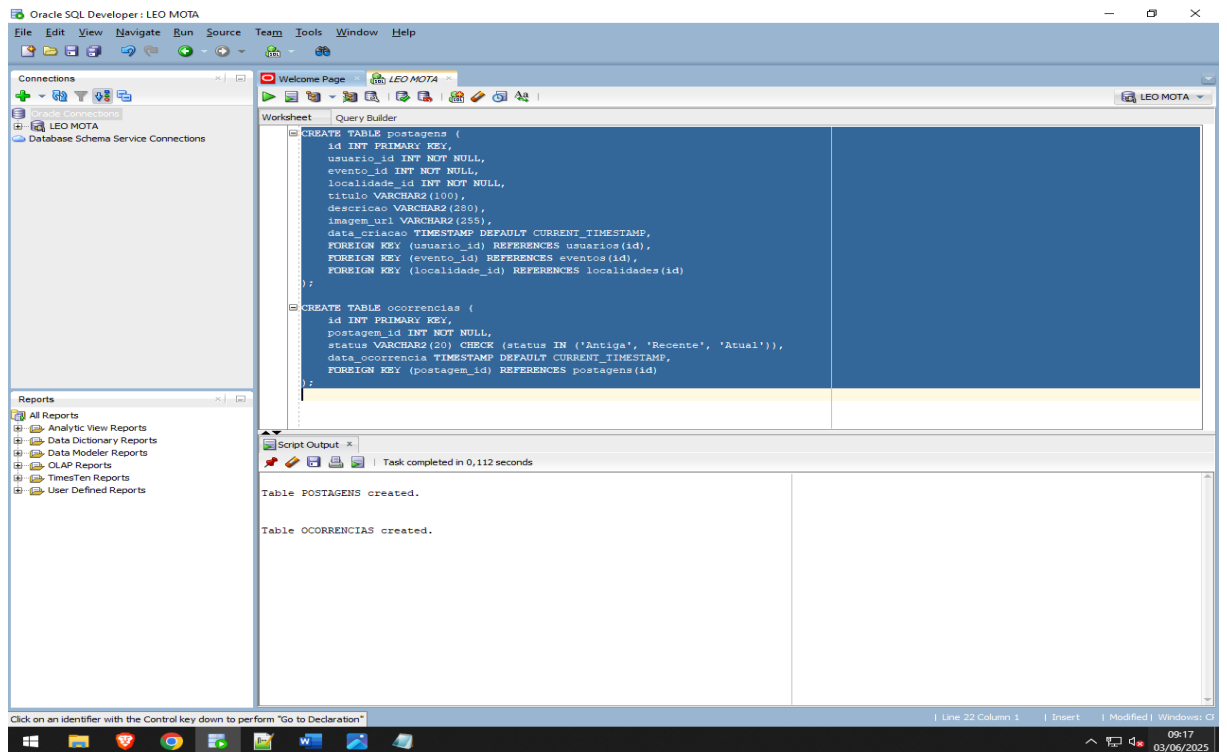 Oracle SQL Developer : LEO MOTA
File Edit View Navigate Run Source Team Tools Window Help
Connections
Oracle Connections
LEO MOTA
Database Schema Service Connections
Reports
All Reports
Analytic View Reports
Data Dictionary Reports
Data Modeler Reports
OLAP Reports
TimesTen Reports
User Defined Reports
Welcome Page LEO MOTA
LEO MOTA
Worksheet Query Builder
CREATE TABLE postagens (
id INT PRIMARY KEY,
usuario_id INT NOT NULL,
evento_id INT NOT NULL,
localidade_id INT NOT NULL,
titulo VARCHAR2(100),
descricao VARCHAR2(280),
imagem_url VARCHAR2(255),
data_criacao TIMESTAMP DEFAULT CURRENT_TIMESTAMP,
FOREIGN KEY (usuario_id) REFERENCES usuarios(id),
FOREIGN KEY (evento_id) REFERENCES eventos(id),
FOREIGN KEY (localidade_id) REFERENCES localidades(id)
);
CREATE TABLE ocorrencias (
id INT PRIMARY KEY,
postagem_id INT NOT NULL,
status VARCHAR2(20) CHECK (status IN ('Antiga', 'Recente', 'Atual')),
data_ocorrencia TIMESTAMP DEFAULT CURRENT_TIMESTAMP,
FOREIGN KEY (postagem_id) REFERENCES postagens(id)
);
Script Output
Task completed in 0,112 seconds
Table POSTAGENS created.
Table OCORRENCIAS created.
Click on an identifier with the Control key down to perform "Go to Declaration"
Line 22 Column 1 | Insert | Modified | Windows:
09:17
03/06/2025